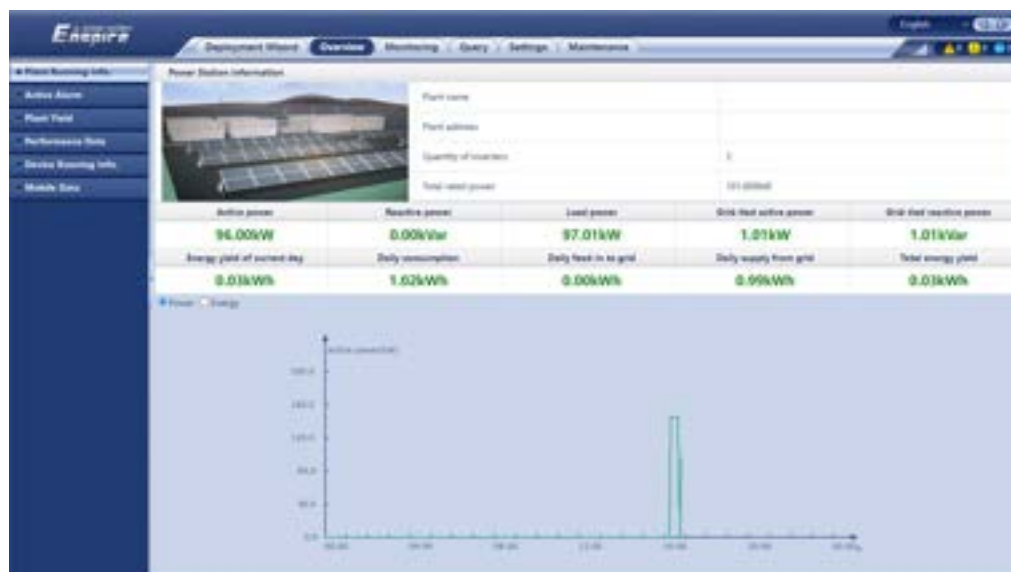 Enspire
English
Deployment Wizard Overview Monitoring Query Settings Maintenance
Plant Running Info.
Active Alarm
Plant Yield
Performance Data
Device Running Info.
Mobile Data
Power Station Information
Plant name
Plant address
Quantity of inverters
Total rated power
Active power Reactive power Load power Grid-tied active power Grid-tied reactive power
96.00kW 0.00kVar 97.01kW 1.01kW 1.01kVar
Energy yield of current day Daily consumption Daily feed in to grid Daily supply from grid Total energy yield
0.03kWh 1.02kWh 0.00kWh 0.99kWh 0.03kWh
Power Energy
Active power(kW)